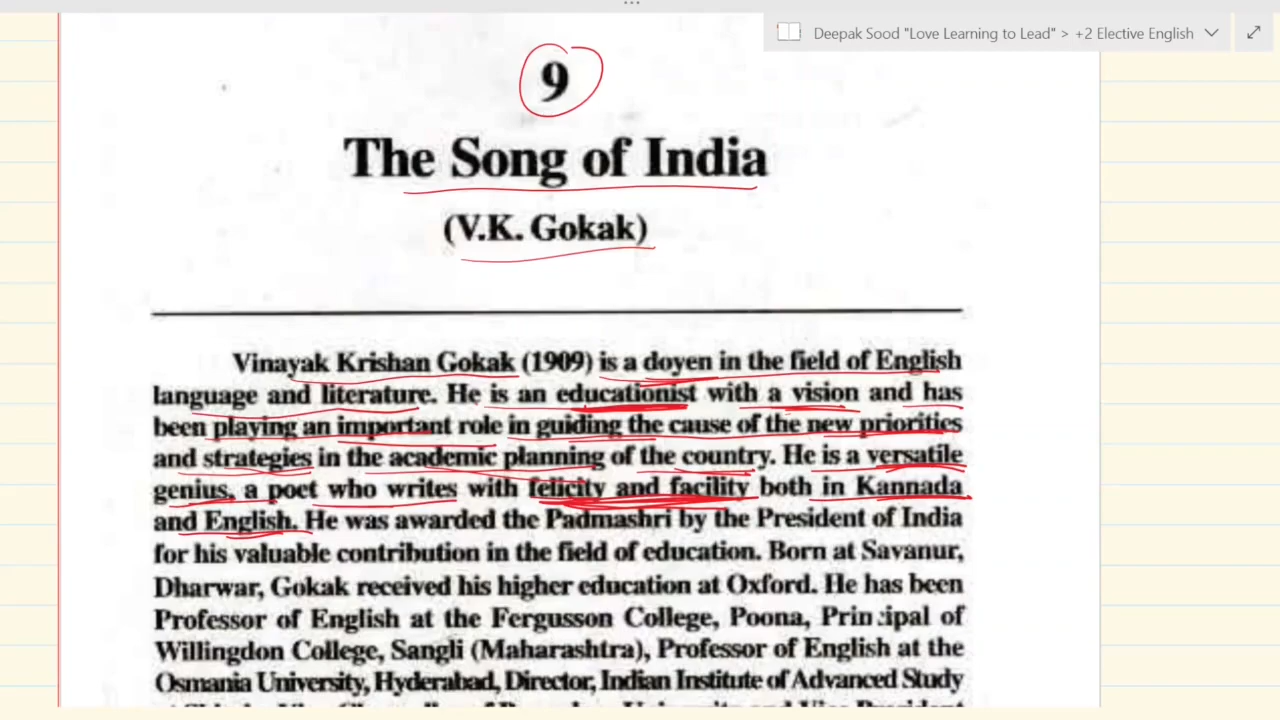 Deepak Sood "Love Learning to Lead" > +2 Elective English
9
The Song of India
(V.K. Gokak)
Vinayak Krishan Gokak (1909) is a doyen in the field of English
language and literature. He is an educationist with a vision and has
been playing an important role in guiding the cause of the new priorities
and strategies in the academic planning of the country. He is a versatile
genius, a poet who writes with felicity and facility both in Kannada
and English. He was awarded the Padmashri by the President of India
for his valuable contribution in the field of education. Born at Savanur,
Dharwar, Gokak received his higher education at Oxford. He has been
Professor of English at the Fergusson College, Poona, Principal of
Willingdon College, Sangli (Maharashtra), Professor of English at the
Osmania University, Hyderabad, Director, Indian Institute of Advanced Study